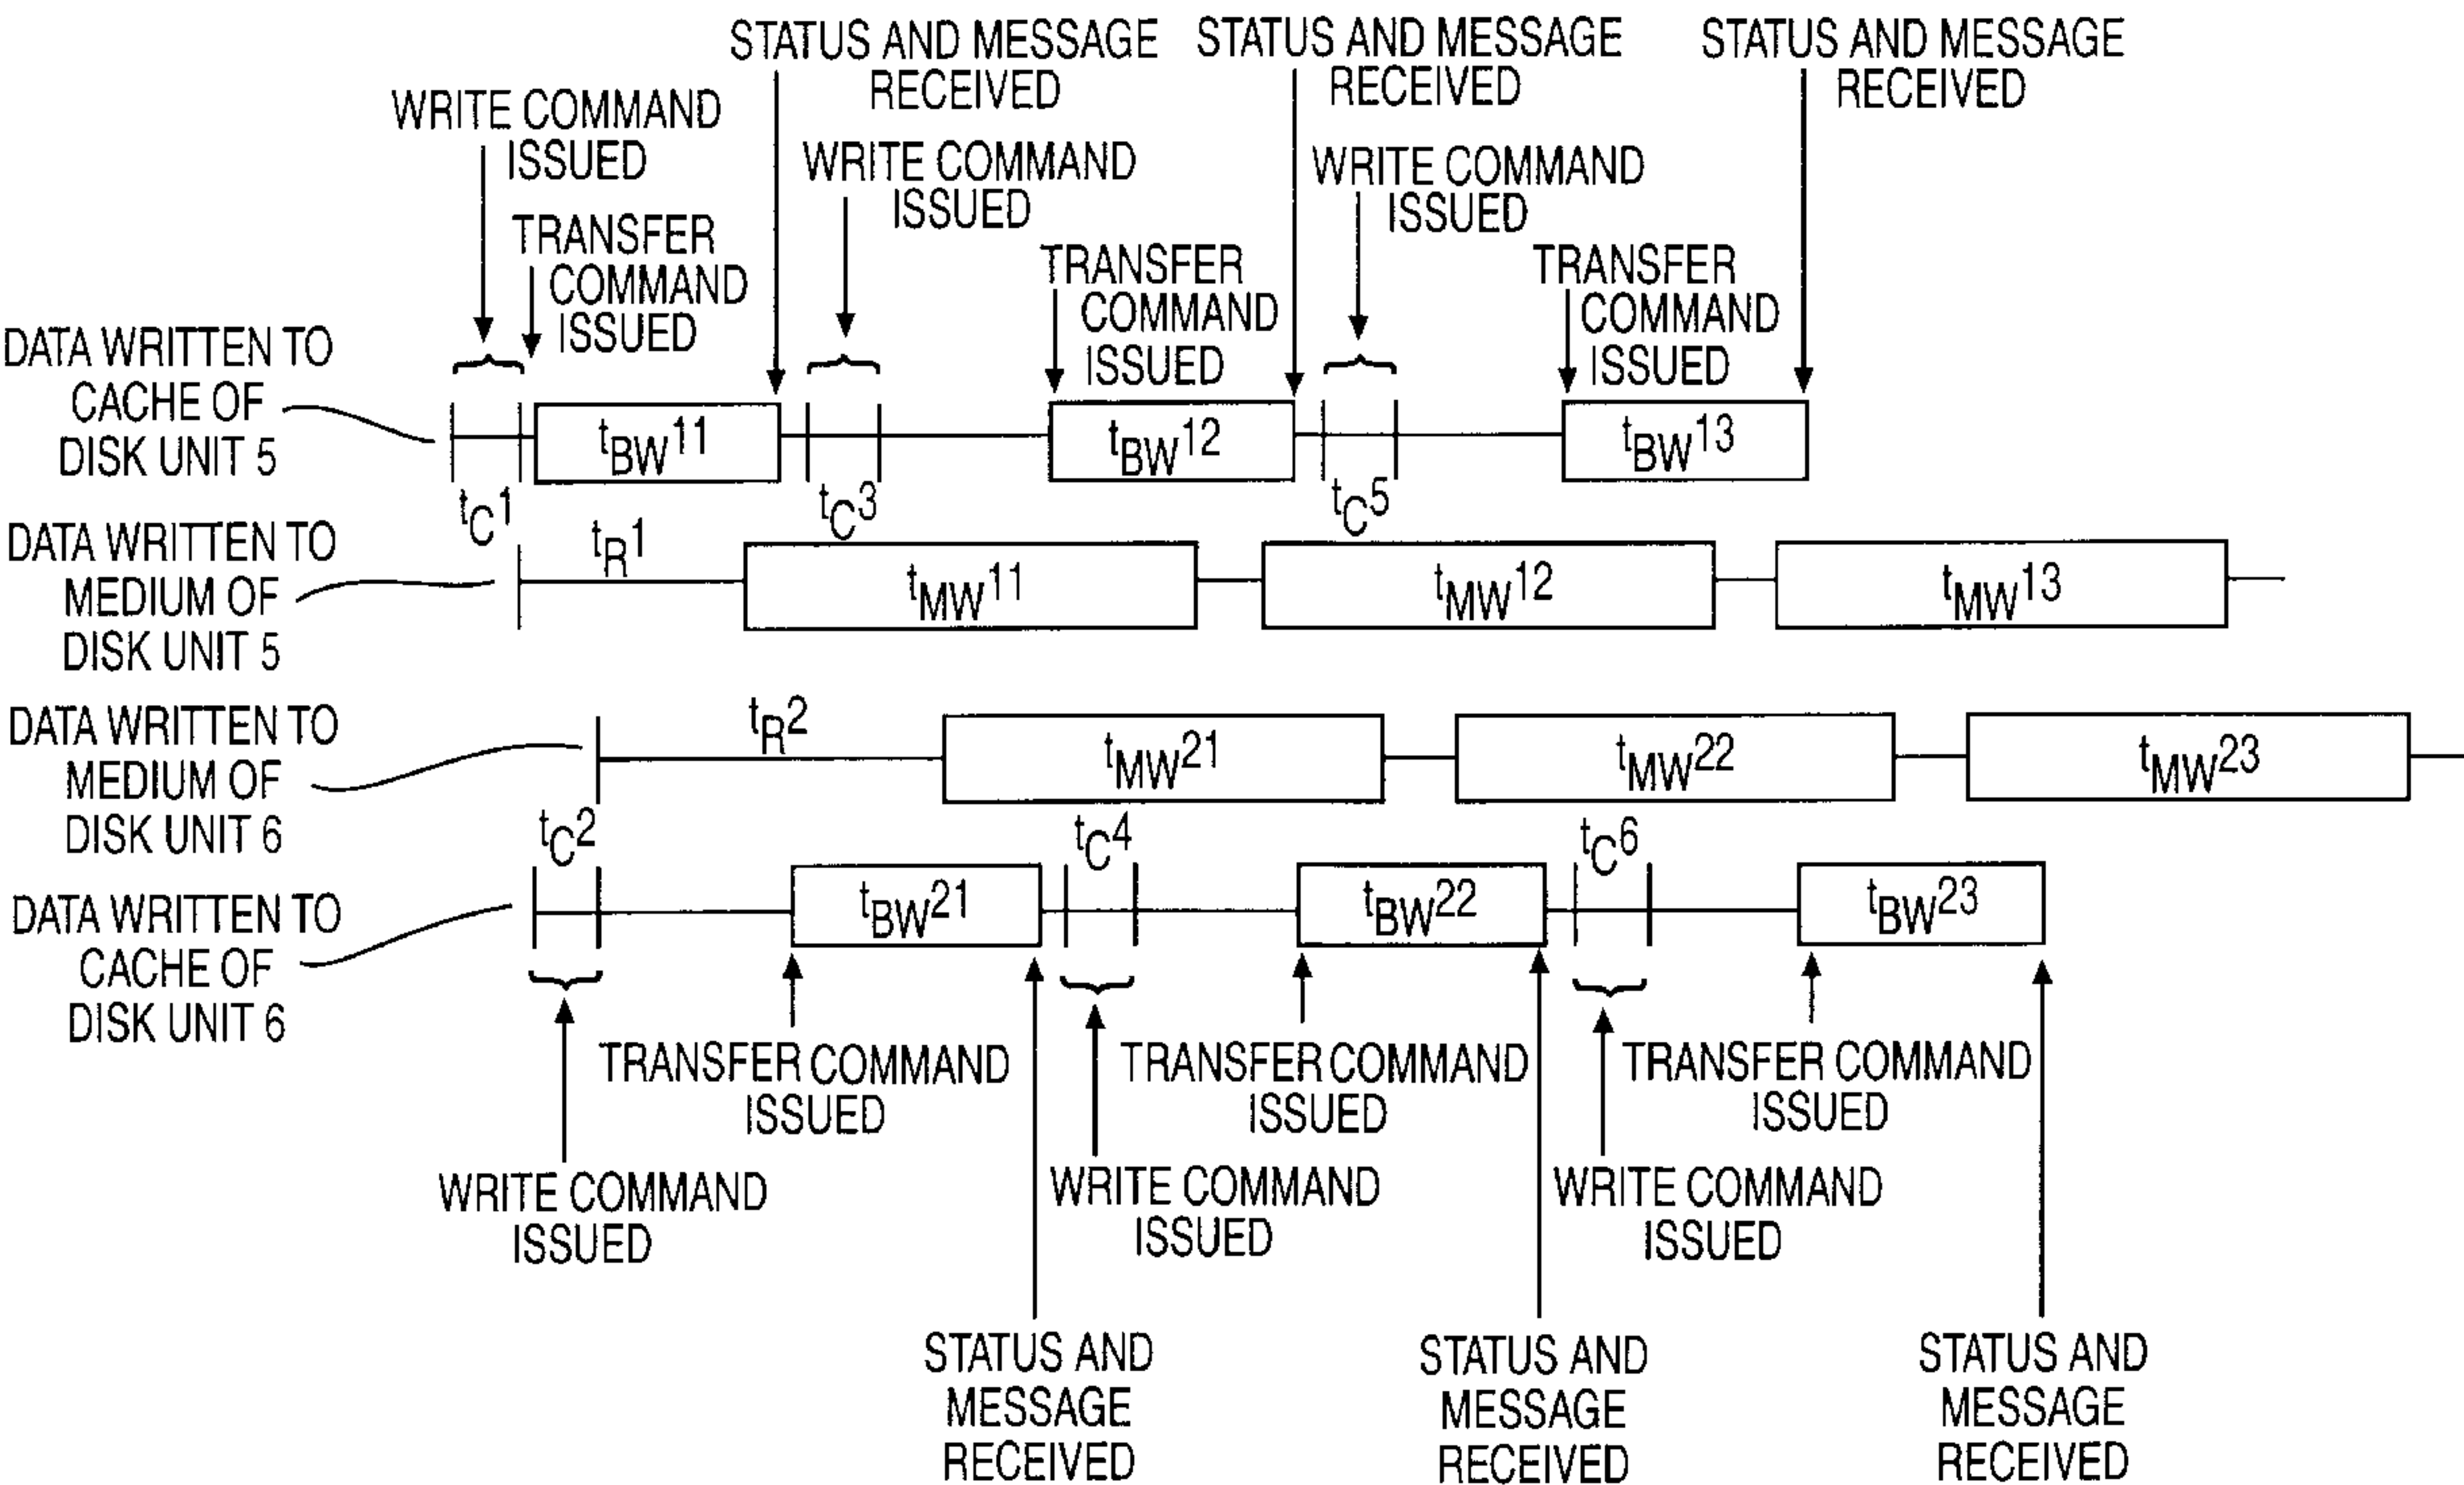 STATUS AND MESSAGE
RECEIVED
STATUS AND MESSAGE
RECEIVED
STATUS AND MESSAGE
RECEIVED
WRITE COMMAND
ISSUED
WRITE COMMAND
ISSUED
WRITE COMMAND
ISSUED
TRANSFER
COMMAND
ISSUED
TRANSFER
COMMAND
ISSUED
TRANSFER
COMMAND
ISSUED
DATA WRITTEN TO
CACHE OF
DISK UNIT 5
tBW11
tBW12
tBW13
tC1
tC3
tC5
DATA WRITTEN TO
MEDIUM OF
DISK UNIT 5
tR1
tMW11
tMW12
tMW13
DATA WRITTEN TO
MEDIUM OF
DISK UNIT 6
tR2
tMW21
tMW22
tMW23
tC2
tC4
tC6
DATA WRITTEN TO
CACHE OF
DISK UNIT 6
tBW21
tBW22
tBW23
TRANSFER COMMAND
ISSUED
TRANSFER COMMAND
ISSUED
TRANSFER COMMAND
ISSUED
WRITE COMMAND
ISSUED
WRITE COMMAND
ISSUED
WRITE COMMAND
ISSUED
STATUS AND
MESSAGE
RECEIVED
STATUS AND
MESSAGE
RECEIVED
STATUS AND
MESSAGE
RECEIVED